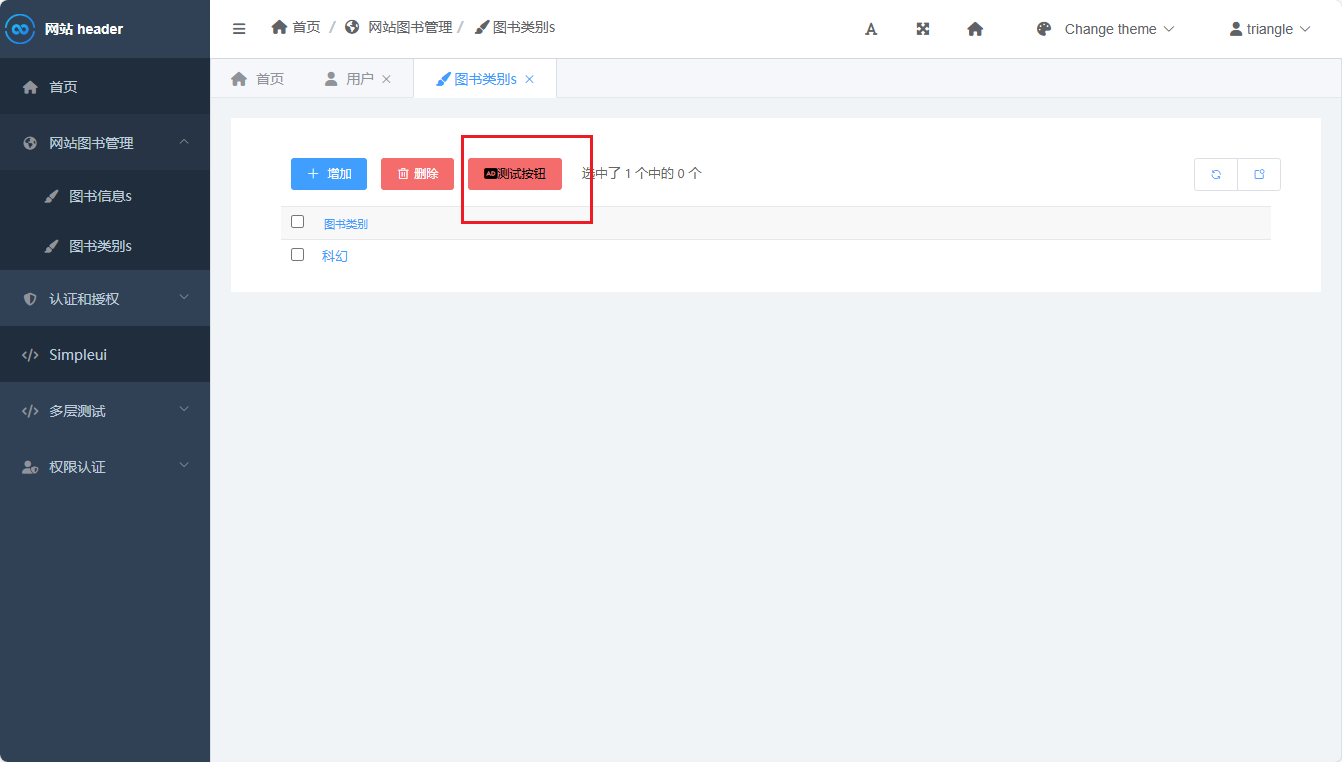 网站 header
首页 / 网站图书管理 / 图书类别s
Change theme
triangle
首页
用户
图书类别s
首页
网站图书管理
图书信息s
图书类别s
认证和授权
Simpleui
多层测试
权限认证
增加
删除
AD测试按钮
选中了 1 个中的 0 个
图书类别
科幻